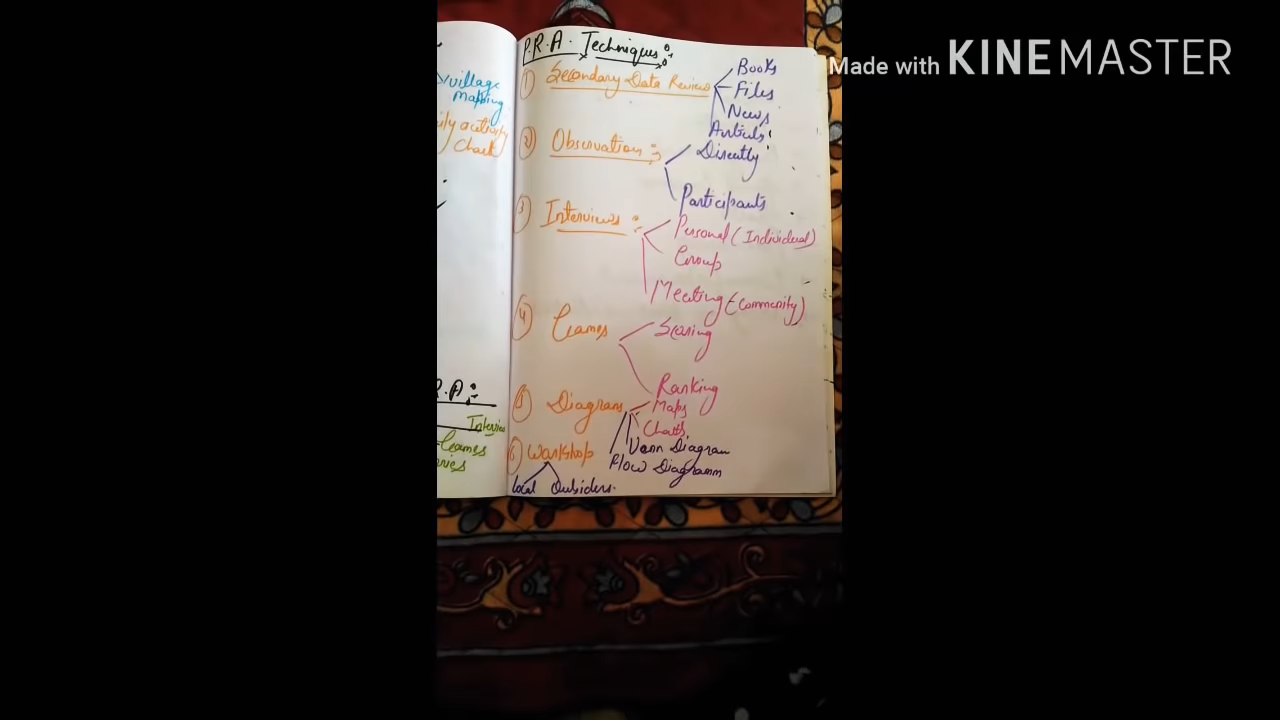 Made with KINEMASTER
village
mapping
activity
Chart
R.A:
Interview
Games
P.R.A. Techniques:
1) Secondary Data Review
Books
Files
News
Articles
2) Observation:
Directly
Participants
3 Interviews:
Personal (Individual)
Group
Meeting (Community)
4) Games
Scoring
Ranking
5) Diagrams
Maps
Charts
Venn Diagram
Flow Diagramm
6 Workshop
Local Outsiders.